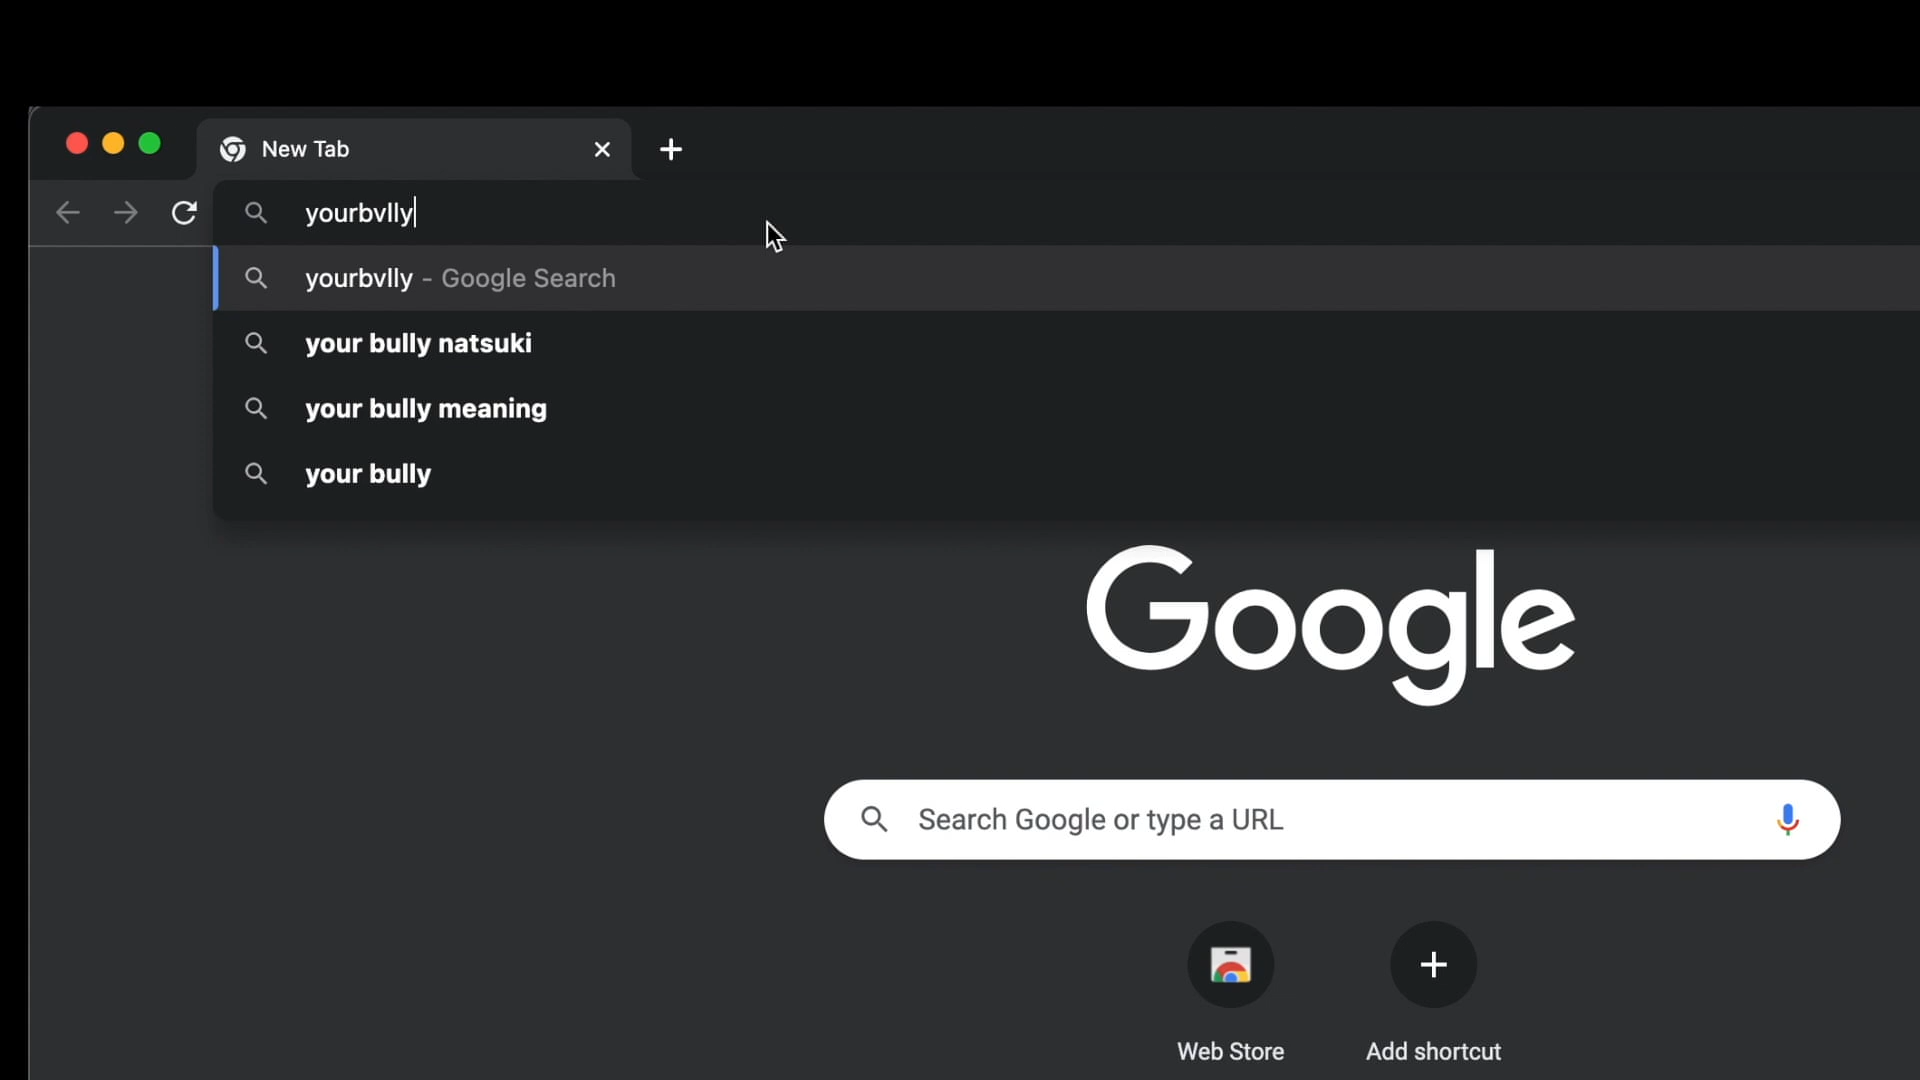 New Tab
yourbvlly
yourbvlly - Google Search
your bully natsuki
your bully meaning
your bully
Google
Search Google or type a URL
Web Store
Add shortcut